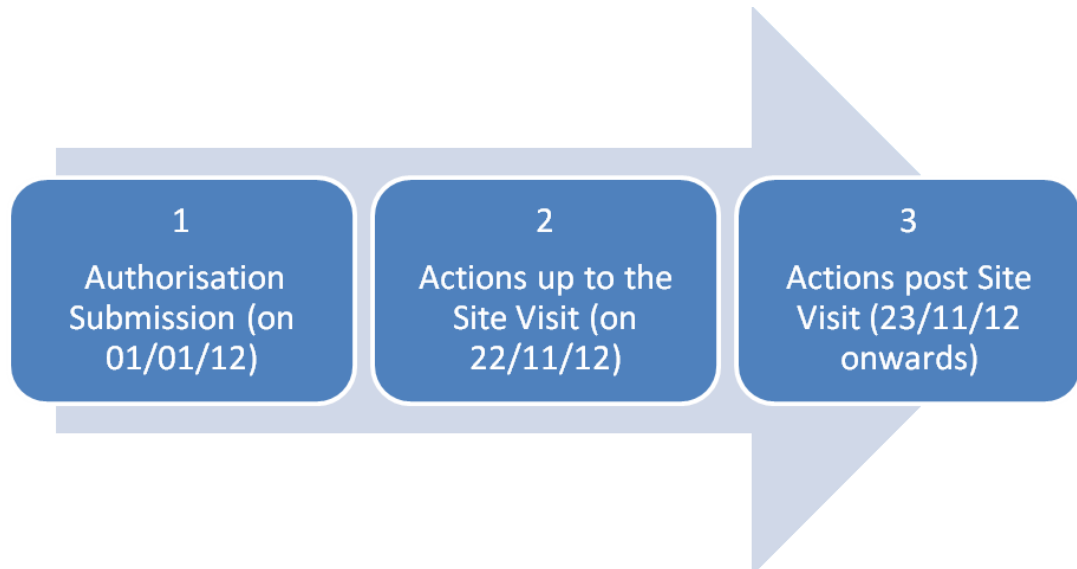 1
Authorisation
Submission (on
01/01/12)
2
Actions up to the
Site Visit (on
22/11/12)
3
Actions post Site
Visit (23/11/12
onwards)